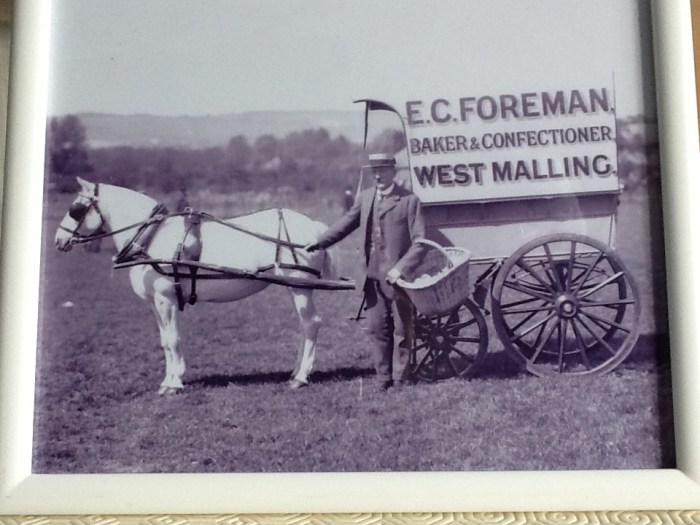 E.C.FOREMAN.
BAKER & CONFECTIONER.
WEST MALLING.